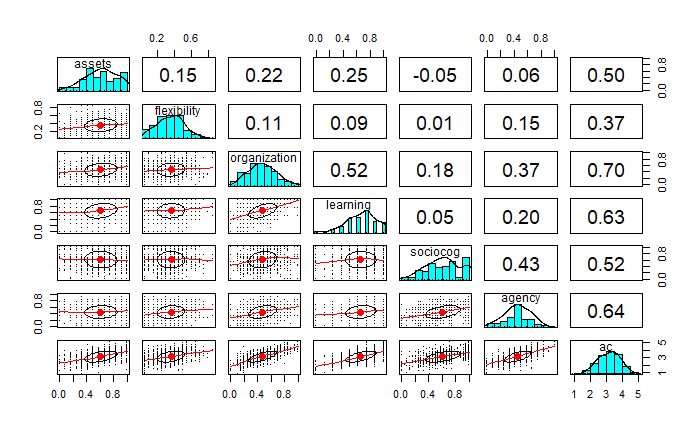 0.2 0.6 0.0 0.4 0.8 0.0 0.4 0.8
assets 0.15 0.22 0.25 -0.05 0.06 0.50 0.0 0.8
0.2 0.8 flexibility 0.11 0.09 0.01 0.15 0.37
organization 0.52 0.18 0.37 0.70 0.0 0.8
0.0 0.8 learning 0.05 0.20 0.63
sociocog 0.43 0.52 0.0 0.8
0.0 0.8 agency 0.64
ac 1 3 5
0.0 0.4 0.8 0.0 0.4 0.8 0.0 0.4 0.8 1 2 3 4 5